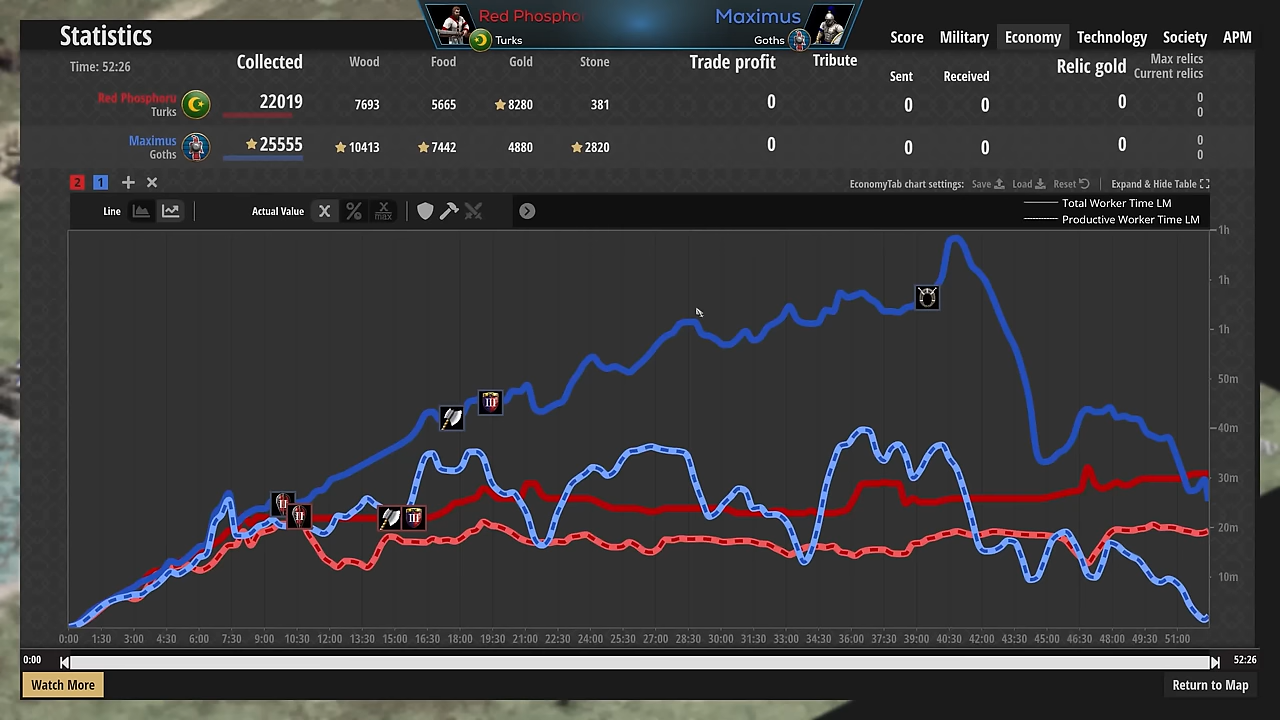 Red Phospho
Turks
Maximus
Goths
Statistics
Score Military Economy Technology Society APM
Time: 52:26
Collected Wood Food Gold Stone Trade profit Tribute Sent Received Relic gold Max relics
Current relics
Red Phosphoru
Turks
22019 7693 5665 8280 381 0 0 0 0 0
0
Maximus
Goths
25555 10413 7442 4880 2820 0 0 0 0 0
0
2 1
EconomyTab chart settings: Save Load Reset Expand & Hide Table
Line Actual Value X % X max
Total Worker Time LM
Productive Worker Time LM
1h
1h
1h
50m
40m
30m
20m
10m
II
II
III
III
0:00 1:30 3:00 4:30 6:00 7:30 9:00 10:30 12:00 13:30 15:00 16:30 18:00 19:30 21:00 22:30 24:00 25:30 27:00 28:30 30:00 31:30 33:00 34:30 36:00 37:30 39:00 40:30 42:00 43:30 45:00 46:30 48:00 49:30 51:00
0:00 52:26
Watch More Return to Map